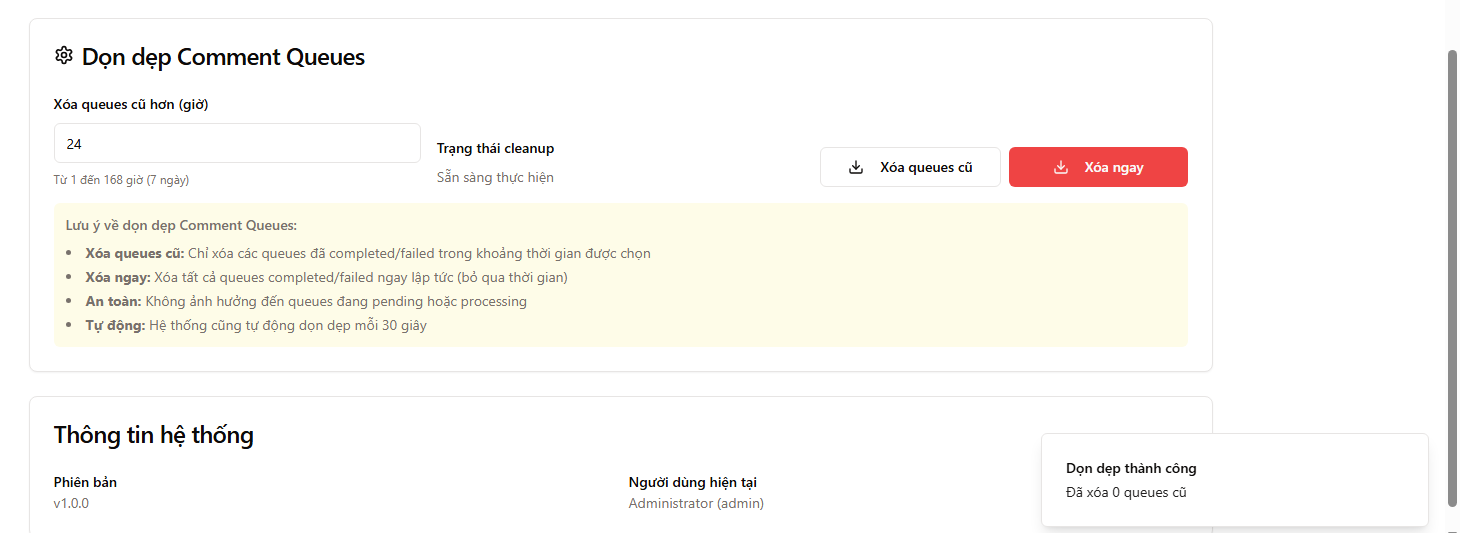 Dọn dẹp Comment Queues
Xóa queues cũ hơn (giờ)
24
Từ 1 đến 168 giờ (7 ngày)
Trạng thái cleanup
Sẵn sàng thực hiện
Xóa queues cũ
Xóa ngay
Lưu ý về dọn dẹp Comment Queues:
Xóa queues cũ: Chỉ xóa các queues đã completed/failed trong khoảng thời gian được chọn
Xóa ngay: Xóa tất cả queues completed/failed ngay lập tức (bỏ qua thời gian)
An toàn: Không ảnh hưởng đến queues đang pending hoặc processing
Tự động: Hệ thống cũng tự động dọn dẹp mỗi 30 giây
Thông tin hệ thống
Phiên bản
v1.0.0
Người dùng hiện tại
Administrator (admin)
Dọn dẹp thành công
Đã xóa 0 queues cũ